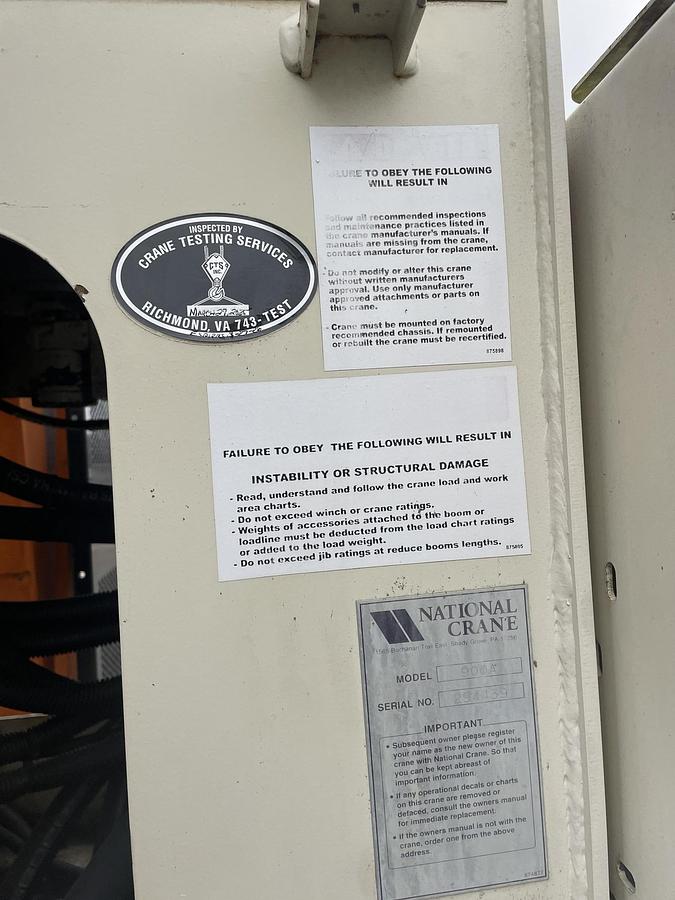 INSPECTED BY
CRANE TESTING SERVICES
CTS
INC.
RICHMOND, VA 743-TEST
TO OBEY THE FOLLOWING
WILL RESULT IN
Follow all recommended inspections
and maintenance practices listed in
the crane manufacturer's manuals. If
manuals are missing from the crane,
contact manufacturer for replacement.
- Do not modify or alter this crane
without written manufacturers
approval. Use only manufacturer
approved attachments or parts on
this crane.
- Crane must be mounted on factory
recommended chassis. If remounted
or rebuilt the crane must be recertified.
875898
FAILURE TO OBEY THE FOLLOWING WILL RESULT IN
INSTABILITY OR STRUCTURAL DAMAGE
- Read, understand and follow the crane load and work
area charts.
- Do not exceed winch or crane ratings.
- Weights of accessories attached to the boom or
loadline must be deducted from the load chart ratings
or added to the load weight.
- Do not exceed jib ratings at reduce booms lengths.
NATIONAL
CRANE
Buchanan Trail East, Shady Grove, PA
MODEL 900A
SERIAL NO.
IMPORTANT
• Subsequent owner please register
your name as the new owner of this
crane with National Crane. So that
you can be kept abreast of
important information.
• If any operational decals or charts
on this crane are removed or
defaced, consult the owners manual
for immediate replacement.
• If the owners manual is not with the
crane, order one from the above
address.